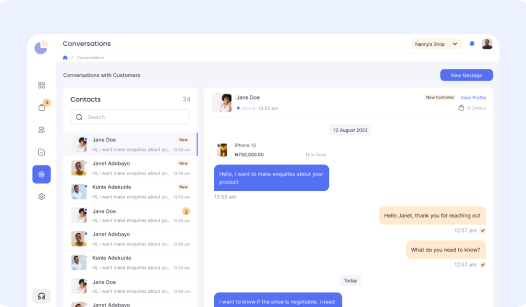 Conversations
Nanny's Shop
/ Conversations
Conversations with Customers
New Message
Contacts
34
Search
Jane Doe
New
Hi, i want make enquiries about yo...
12:55 am
Janet Adebayo
New
Hi, i want make enquiries about yo...
12:55 am
Kunle Adekunle
New
Hi, i want make enquiries about yo...
12:55 am
Jane Doe
2
Hi, i want make enquiries about yo...
12:55 am
Janet Adebayo
Hi, i want make enquiries about yo...
12:55 am
Kunle Adekunle
Hi, i want make enquiries about yo...
12:55 am
Jane Doe
Hi, i want make enquiries about yo...
12:55 am
Janet Adebayo
Jane Doe
New Customer
View Profile
Online
12:55 am
0 Orders
12 August 2022
iPhone 13
₦730,000.00
12 In Stock
Hello, I want to make enquiries about your
product
12:55 am
Hello Janet, thank you for reaching out
12:57 am
What do you need to know?
12:57 am
Today
I want to know if the price is negotiable, i need